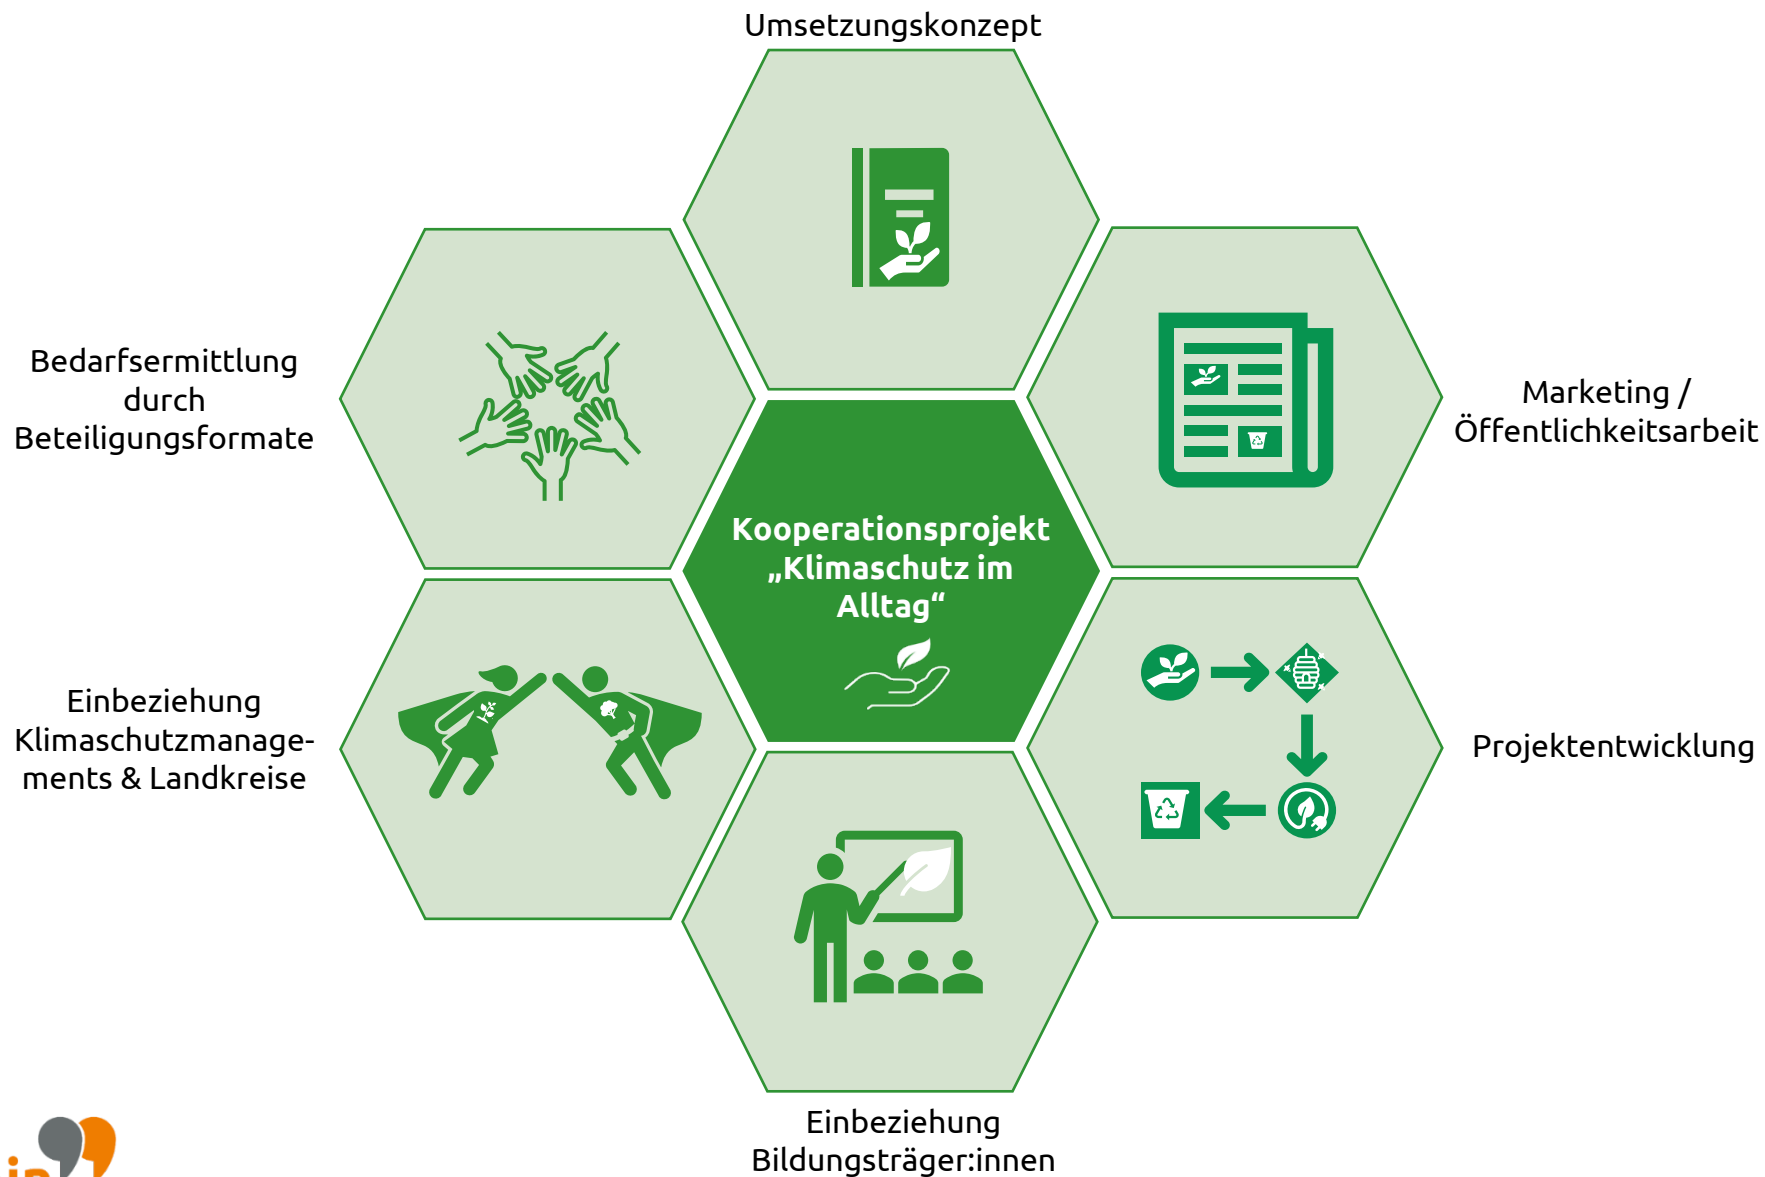 Umsetzungskonzept
Bedarfsermittlung
durch
Beteiligungsformate
Marketing /
Öffentlichkeitsarbeit
Kooperationsprojekt
„Klimaschutz im
Alltag“
Einbeziehung
Klimaschutzmanage-
ments & Landkreise
Projektentwicklung
Einbeziehung
Bildungsträger:innen